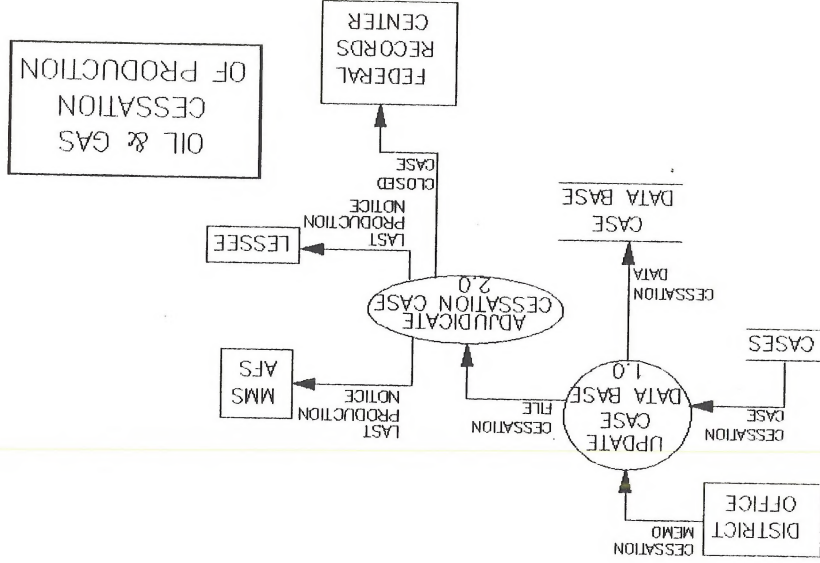 CESSATION
MEMO
DISTRICT
OFFICE
UPDATE
CASE
DATA BASE
1.0
CESSATION
CASE
CASES
CESSATION
FILE
CESSATION
DATA
CASE
DATA BASE
LAST
PRODUCTION
NOTICE
MMS
AFS
ADJUDICATE
CESSATION CASE
2.0
LAST
PRODUCTION
NOTICE
LESSEE
CLOSED
CASE
FEDERAL
RECORDS
CENTER
OIL & GAS
CESSATION
OF PRODUCTION